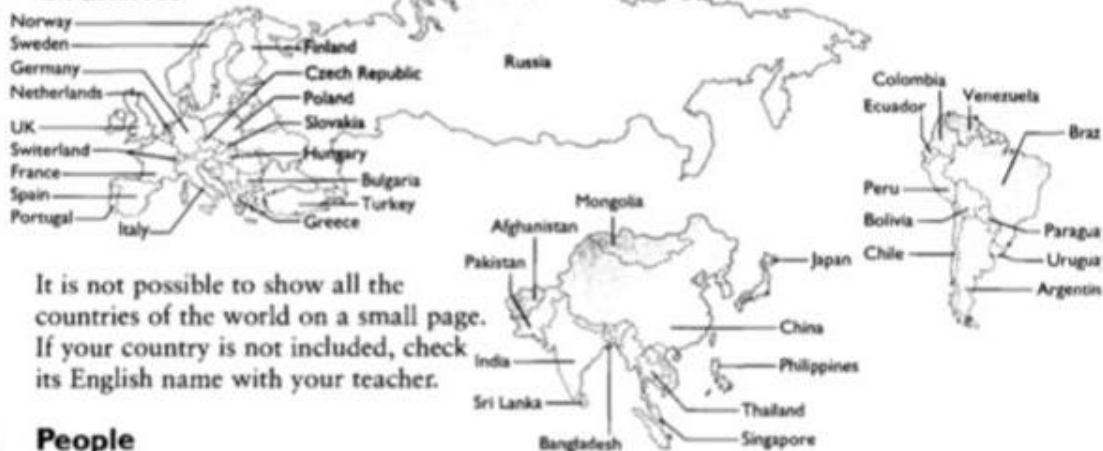 Norway
Sweden
Germany
Netherlands
UK
Switerland
France
Spain
Portugal
Italy
Finland
Czech Republic
Poland
Slovakia
Hungary
Bulgaria
Turkey
Greece
Russia
Colombia
Ecuador
Venezuela
Braz
Peru
Bolivia
Chile
Paragua
Urugua
Argentin
Mongolia
Afghanistan
Pakistan
Japan
China
India
Philippines
Sri Lanka
Thailand
Bangladesh
Singapore
It is not possible to show all the
countries of the world on a small page.
If your country is not included, check
its English name with your teacher.
People